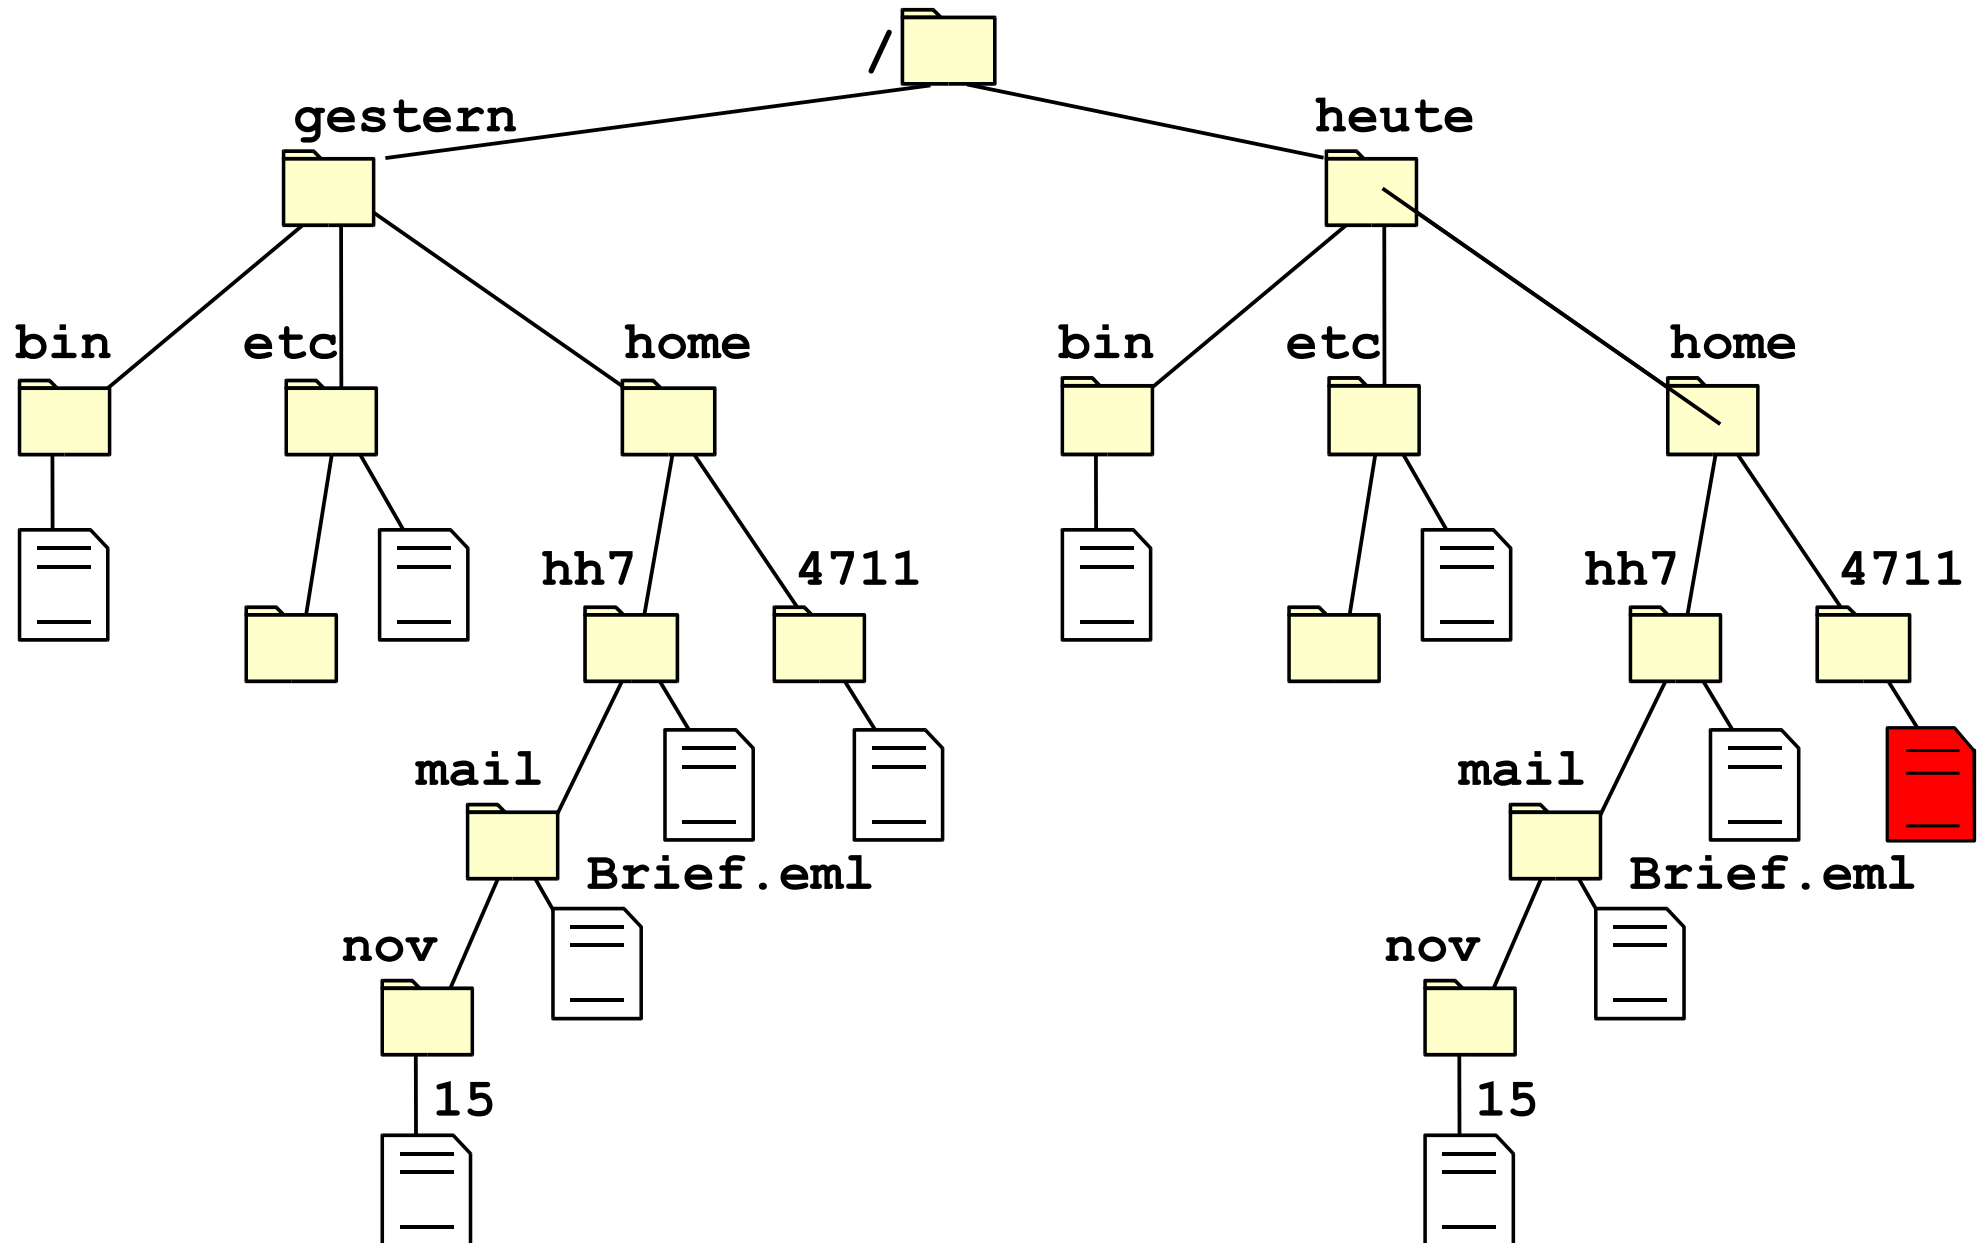 /
gestern heute
bin etc home bin etc home
hh7 4711 hh7 4711
mail mail
Brief.eml Brief.eml
nov nov
15 15